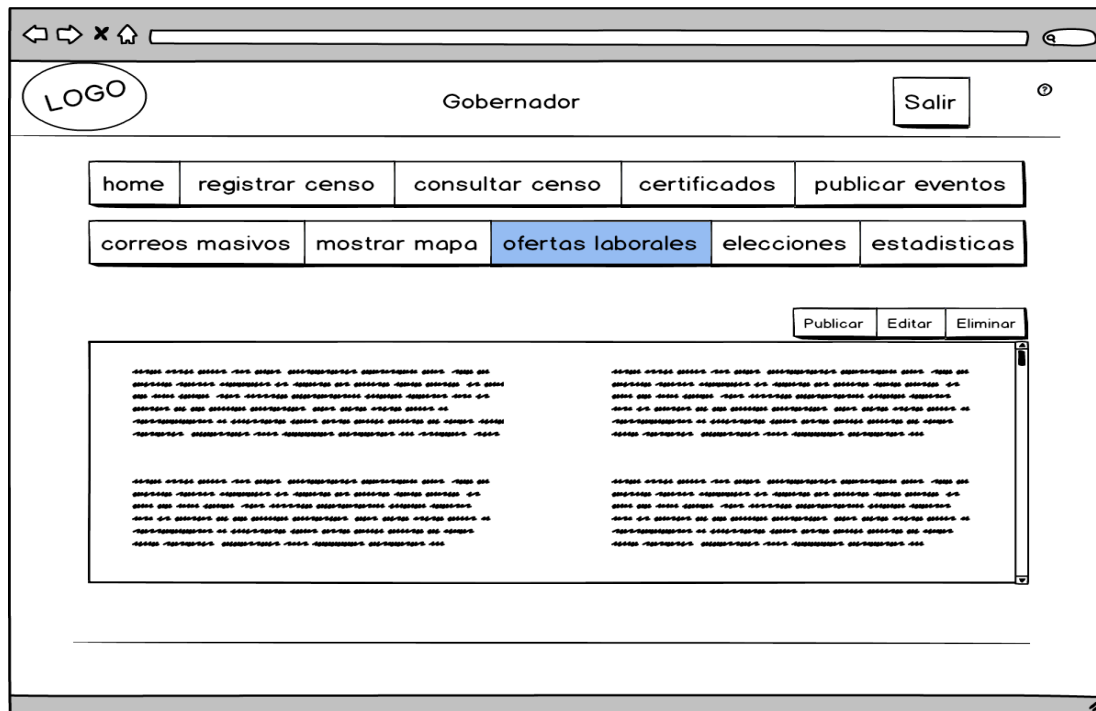 LOGO
Gobernador
Salir
?
home registrar censo consultar censo certificados publicar eventos
correos masivos mostrar mapa ofertas laborales elecciones estadisticas
Publicar Editar Eliminar